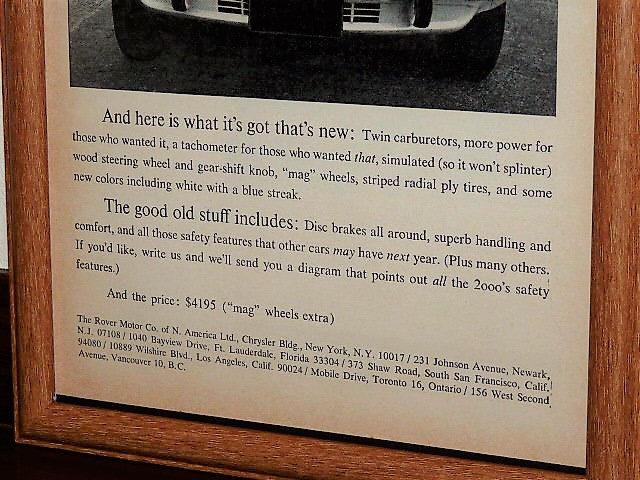 And here is what it's got that's new: Twin carburetors, more power for
those who wanted it, a tachometer for those who wanted that, simulated (so it won't splinter)
wood steering wheel and gear-shift knob, "mag" wheels, striped radial ply tires, and some
new colors including white with a blue streak.
The good old stuff includes: Disc brakes all around, superb handling and
comfort, and all those safety features that other cars may have next year. (Plus many others.
If you'd like, write us and we'll send you a diagram that points out all the 2000's safety
features.)
And the price: $4195 ("mag" wheels extra)
The Rover Motor Co. of N. America Ltd., Chrysler Bldg., New York, N.Y. 10017 / 231 Johnson Avenue, Newark,
N.J. 07108 / 1040 Bayview Drive, Ft. Lauderdale, Florida 33304 / 373 Shaw Road, South San Francisco, Calif.
94080 / 10889 Wilshire Blvd., Los Angeles, Calif. 90024 / Mobile Drive, Toronto 16, Ontario / 156 West Second
Avenue, Vancouver 10, B.C.